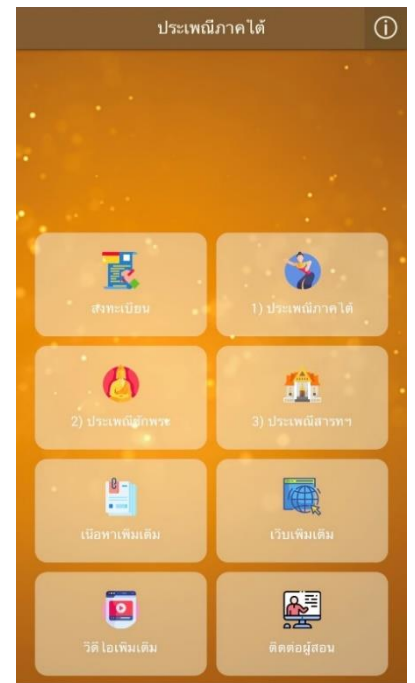 ประเพณีภาคใต้
ลงทะเบียน
1) ประเพณีภาคใต้
2) ประเพณีชักพระ
3) ประเพณีสารทฯ
เนื้อหาเพิ่มเติม
เว็บเพิ่มเติม
วิดีโอเพิ่มเติม
ติดต่อผู้สอน